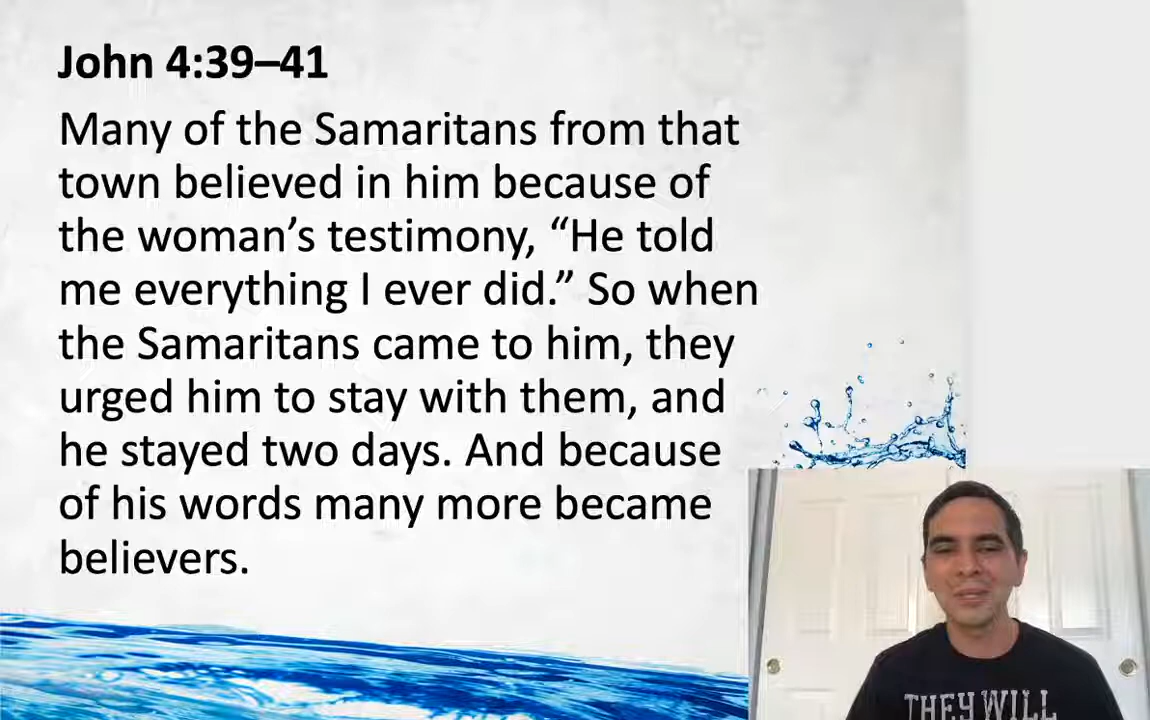 John 4:39–41
Many of the Samaritans from that
town believed in him because of
the woman’s testimony, “He told
me everything I ever did.” So when
the Samaritans came to him, they
urged him to stay with them, and
he stayed two days. And because
of his words many more became
believers.
THEY WILL